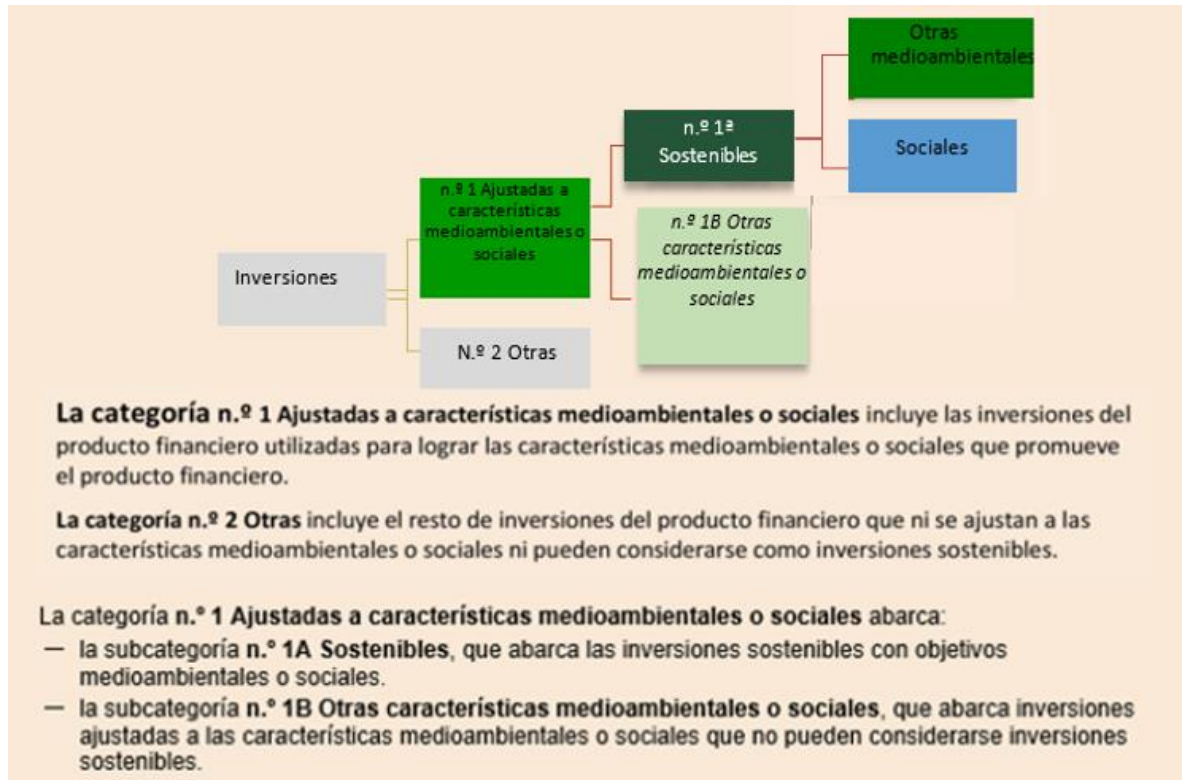 Otras
medioambientales
n.º 1ª
Sostenibles
Sociales
n.º 1 Ajustadas a
características
medioambientales o
sociales
n.º 1B Otras
características
medioambientales o
sociales
Inversiones
N.º 2 Otras
La categoría n.º 1 Ajustadas a características medioambientales o sociales incluye las inversiones del
producto financiero utilizadas para lograr las características medioambientales o sociales que promueve
el producto financiero.
La categoría n.º 2 Otras incluye el resto de inversiones del producto financiero que ni se ajustan a las
características medioambientales o sociales ni pueden considerarse como inversiones sostenibles.
La categoría n.º 1 Ajustadas a características medioambientales o sociales abarca:
— la subcategoría n.º 1A Sostenibles, que abarca las inversiones sostenibles con objetivos
medioambientales o sociales.
— la subcategoría n.º 1B Otras características medioambientales o sociales, que abarca inversiones
ajustadas a las características medioambientales o sociales que no pueden considerarse inversiones
sostenibles.